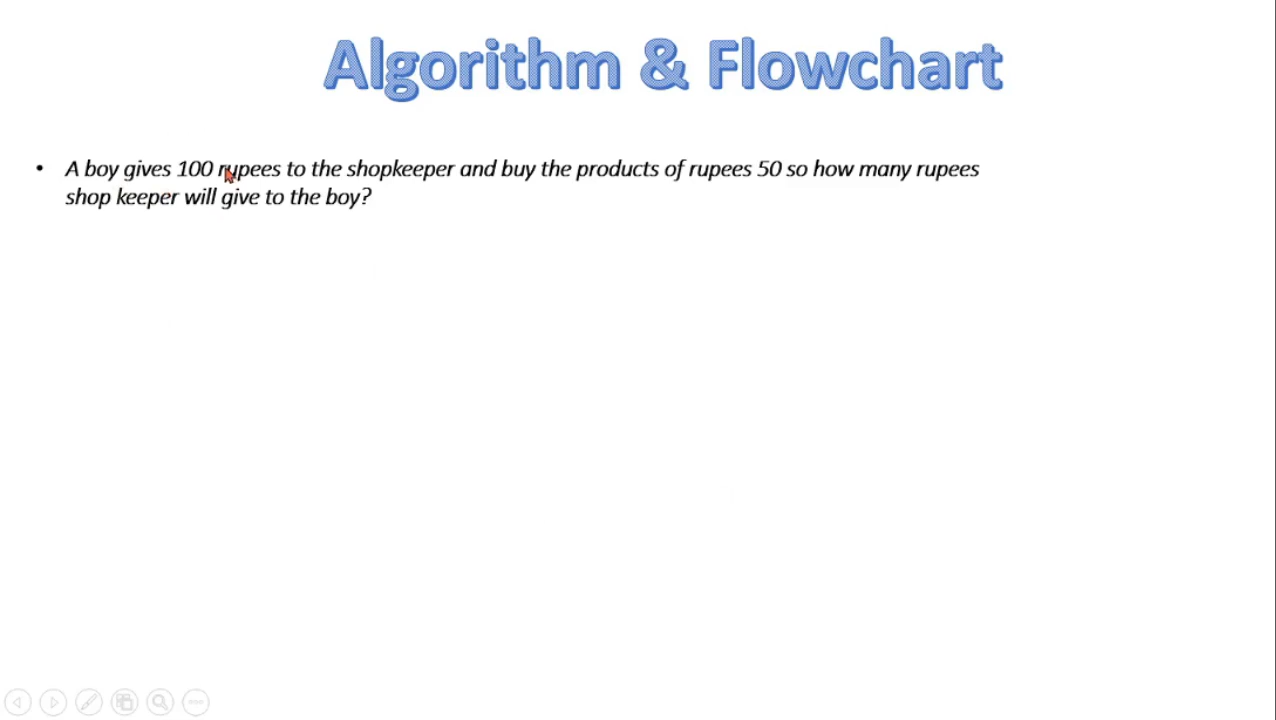 Algorithm & Flowchart
• A boy gives 100 rupees to the shopkeeper and buy the products of rupees 50 so how many rupees
shop keeper will give to the boy?